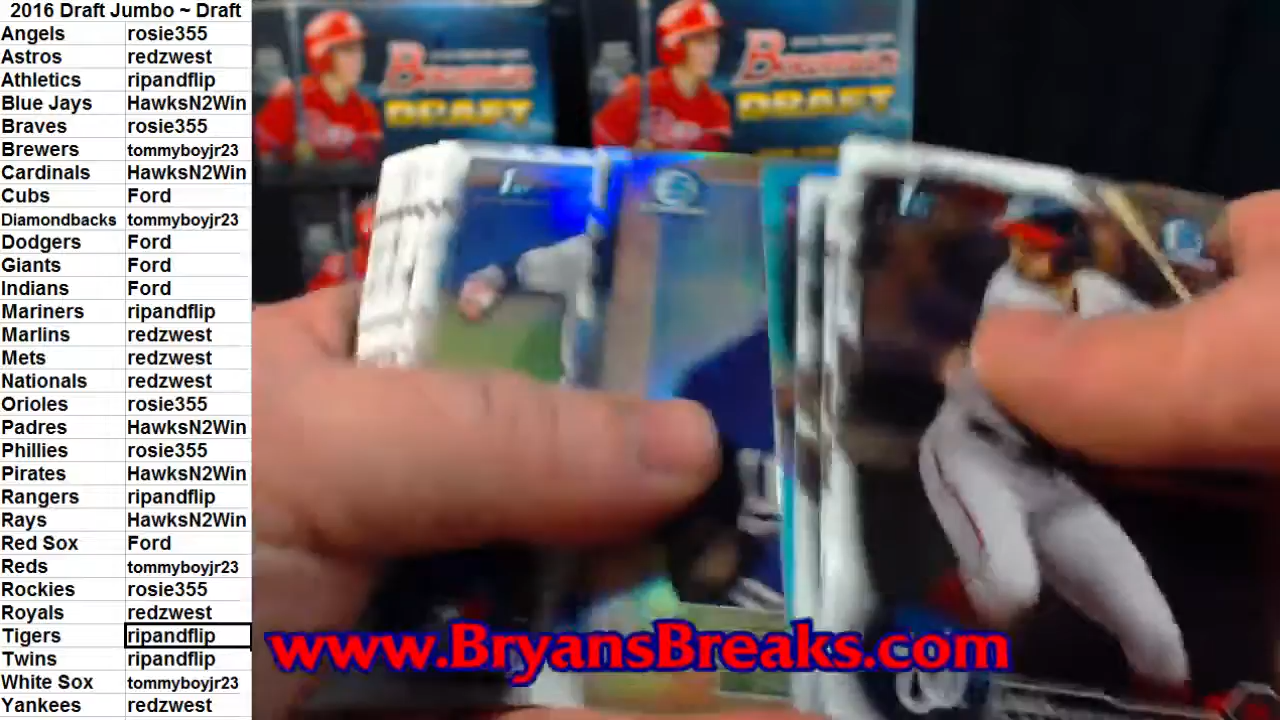 2016 Draft Jumbo ~ Draft
Angels rosie355
Astros redzwest
Athletics ripandflip
Blue Jays HawksN2Win
Braves rosie355
Brewers tommyboyjr23
Cardinals HawksN2Win
Cubs Ford
Diamondbacks tommyboyjr23
Dodgers Ford
Giants Ford
Indians Ford
Mariners ripandflip
Marlins redzwest
Mets redzwest
Nationals redzwest
Orioles rosie355
Padres HawksN2Win
Phillies rosie355
Pirates HawksN2Win
Rangers ripandflip
Rays HawksN2Win
Red Sox Ford
Reds tommyboyjr23
Rockies rosie355
Royals redzwest
Tigers ripandflip
Twins ripandflip
White Sox tommyboyjr23
Yankees redzwest
Bowman
DRAFT
Bowman
DRAFT
1st
1st
www.BryansBreaks.com